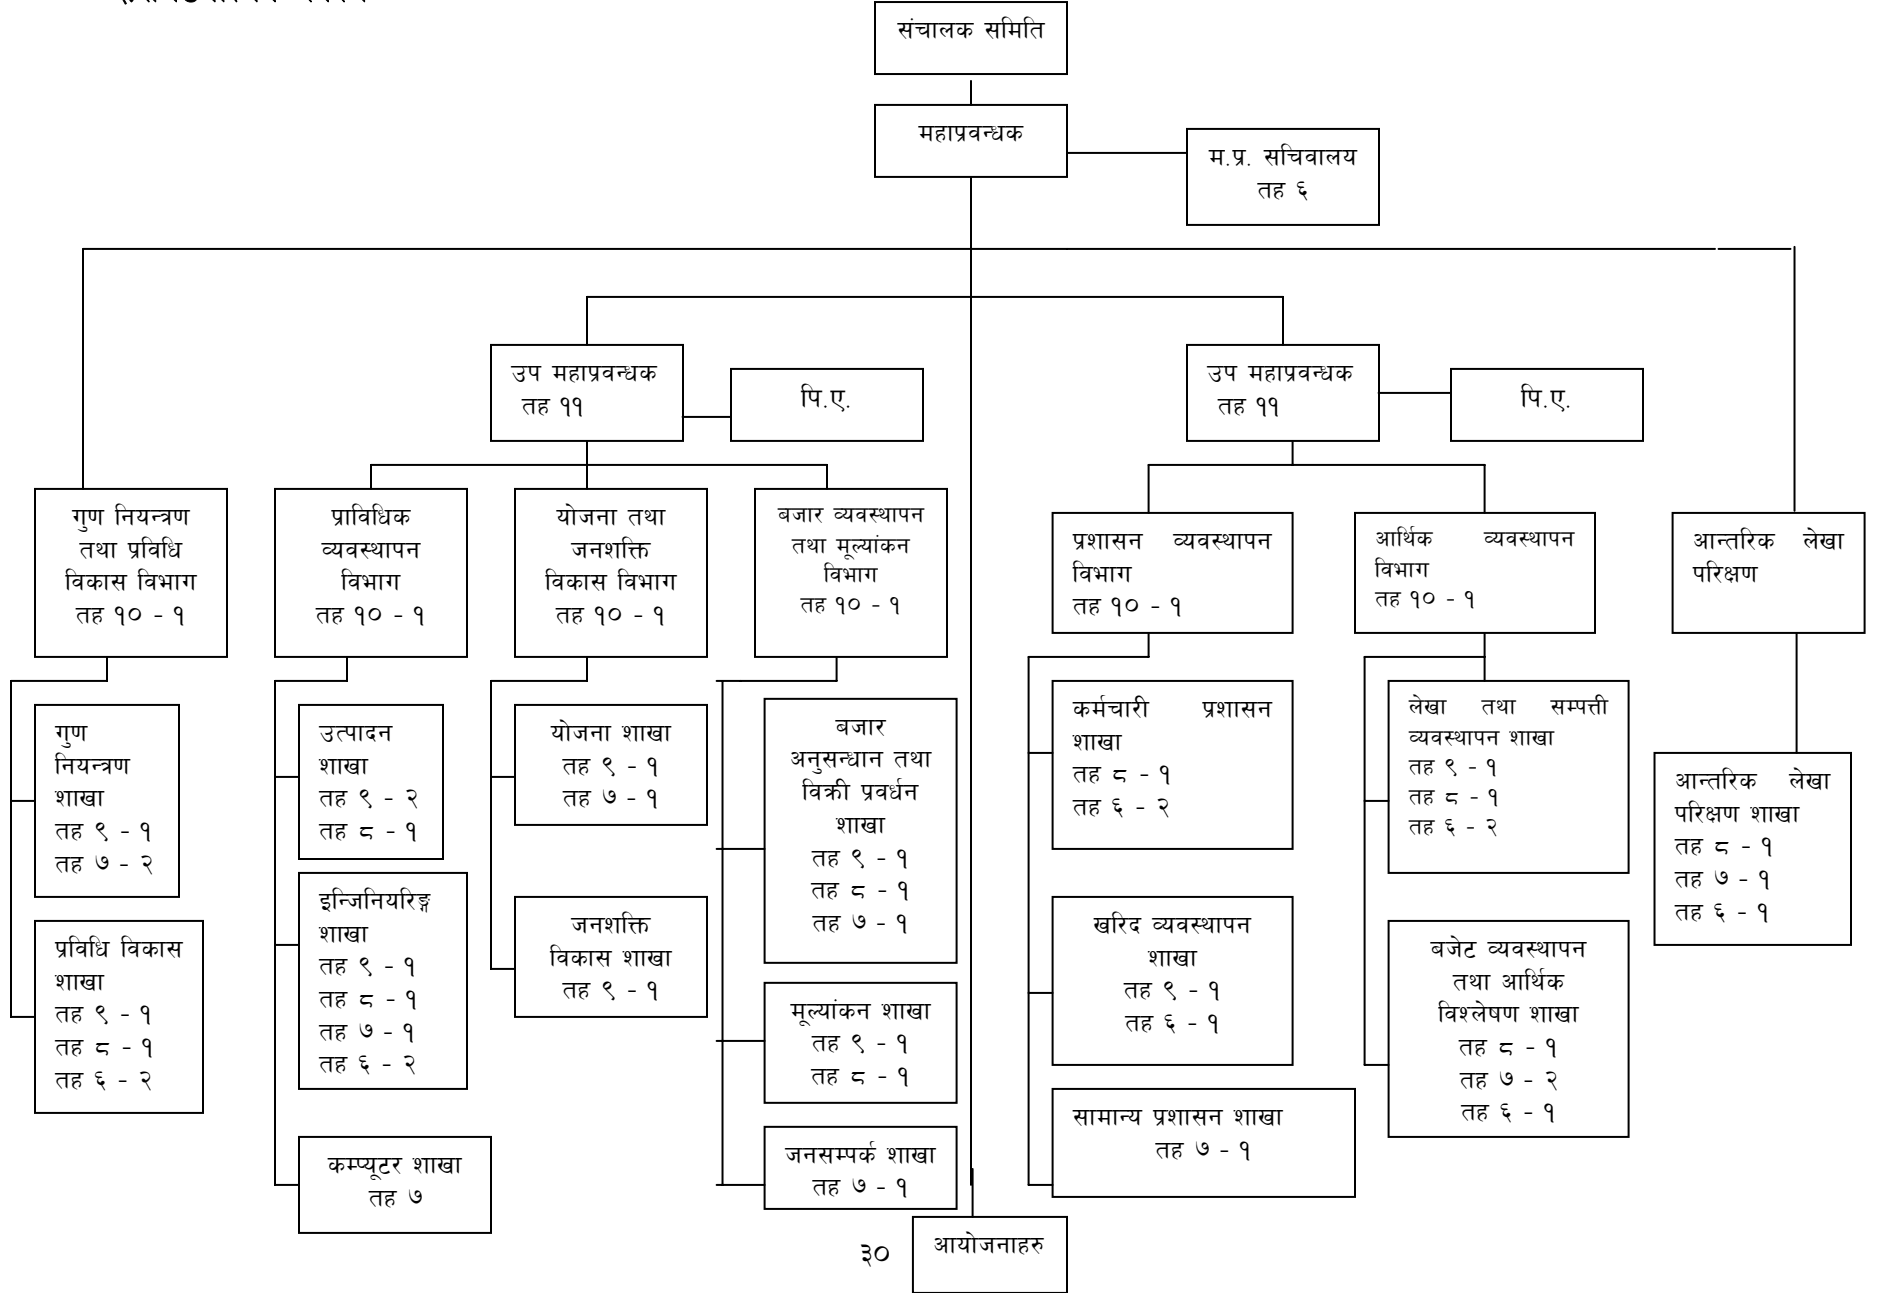 संचालक समिति
महाप्रवन्धक
म.प्र. सचिवालय
तह ६
उप महाप्रवन्धक
तह ११
पि.ए.
उप महाप्रवन्धक
तह ११
पि.ए.
गुण नियन्त्रण
तथा प्रविधि
विकास विभाग
तह १० - १
प्राविधिक
व्यवस्थापन
विभाग
तह १० - १
योजना तथा
जनशक्ति
विकास विभाग
तह १० - १
बजार व्यवस्थापन
तथा मूल्यांकन
विभाग
तह १० - १
प्रशासन व्यवस्थापन
विभाग
तह १० - १
आर्थिक व्यवस्थापन
विभाग
तह १० - १
आन्तरिक लेखा
परिक्षण
गुण
नियन्त्रण
शाखा
तह ९ - १
तह ७ - २
प्रविधि विकास
शाखा
तह ९ - १
तह ८ - १
तह ६ - २
उत्पादन
शाखा
तह ९ - २
तह ८ - १
इन्जिनियरिङ्ग
शाखा
तह ९ - १
तह ८ - १
तह ७ - १
तह ६ - २
कम्प्यूटर शाखा
तह ७
योजना शाखा
तह ९ - १
तह ७ - १
जनशक्ति
विकास शाखा
तह ९ - १
बजार
अनुसन्धान तथा
विक्री प्रवर्धन
शाखा
तह ९ - १
तह ८ - १
तह ७ - १
मूल्यांकन शाखा
तह ९ - १
तह ८ - १
जनसम्पर्क शाखा
तह ७ - १
कर्मचारी प्रशासन
शाखा
तह ८ - १
तह ६ - २
खरिद व्यवस्थापन
शाखा
तह ९ - १
तह ६ - १
सामान्य प्रशासन शाखा
तह ७ - १
लेखा तथा सम्पत्ती
व्यवस्थापन शाखा
तह ९ - १
तह ८ - १
तह ६ - २
बजेट व्यवस्थापन
तथा आर्थिक
विश्लेषण शाखा
तह ८ - १
तह ७ - २
तह ६ - १
आन्तरिक लेखा
परिक्षण शाखा
तह ८ - १
तह ७ - १
तह ६ - १
आयोजनाहरु
३०